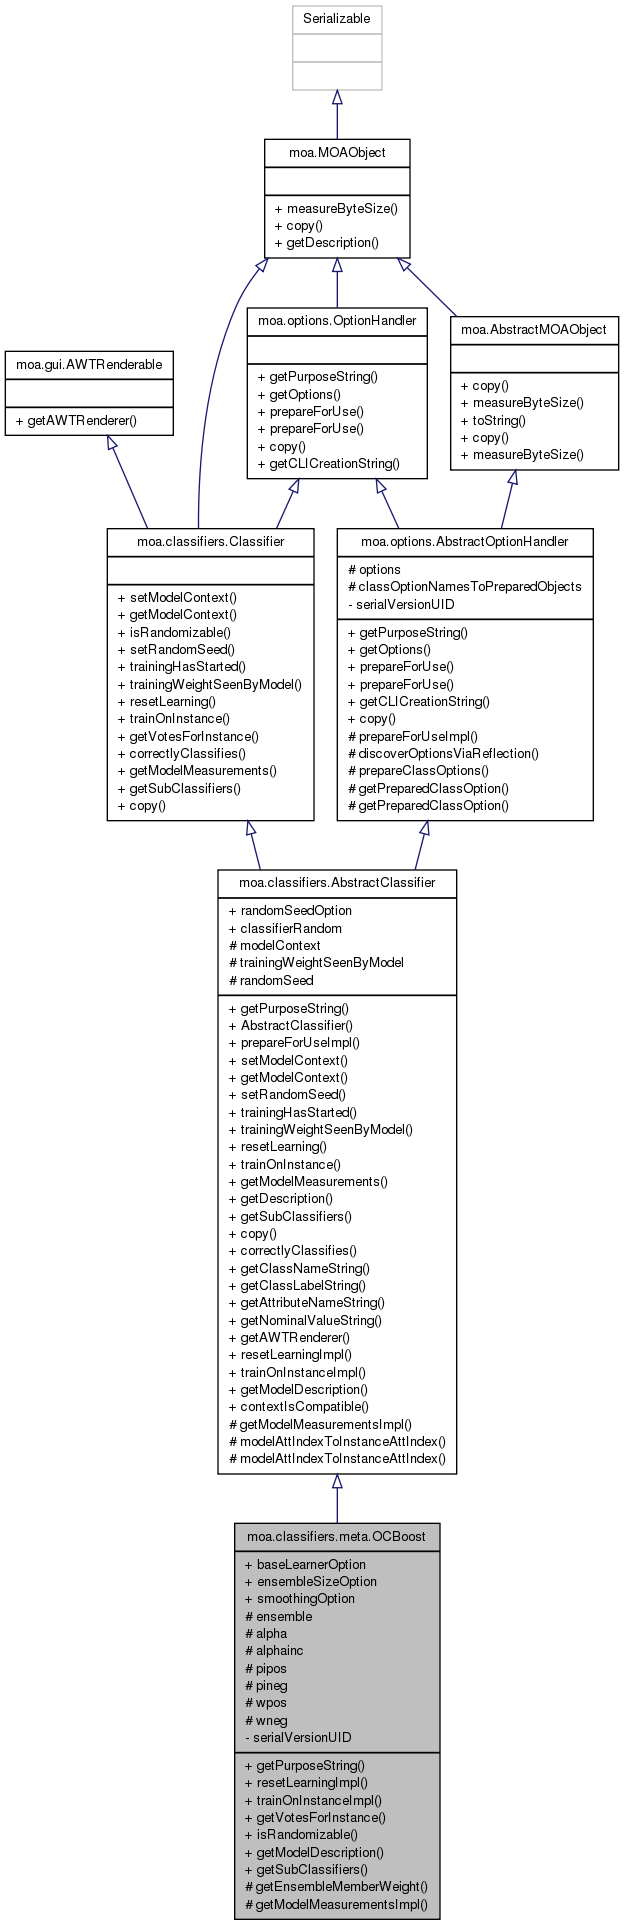 Serializable
moa.MOAObject
+ measureByteSize()
+ copy()
+ getDescription()
moa.options.OptionHandler
+ getPurposeString()
+ getOptions()
+ prepareForUse()
+ prepareForUse()
+ copy()
+ getCLICreationString()
moa.AbstractMOAObject
+ copy()
+ measureByteSize()
+ toString()
+ copy()
+ measureByteSize()
moa.gui.AWTRenderable
+ getAWTRenderer()
moa.classifiers.Classifier
+ setModelContext()
+ getModelContext()
+ isRandomizable()
+ setRandomSeed()
+ trainingHasStarted()
+ trainingWeightSeenByModel()
+ resetLearning()
+ trainOnInstance()
+ getVotesForInstance()
+ correctlyClassifies()
+ getModelMeasurements()
+ getSubClassifiers()
+ copy()
moa.options.AbstractOptionHandler
# options
# classOptionNamesToPreparedObjects
- serialVersionUID
+ getPurposeString()
+ getOptions()
+ prepareForUse()
+ prepareForUse()
+ getCLICreationString()
+ copy()
# prepareForUseImpl()
# discoverOptionsViaReflection()
# prepareClassOptions()
# getPreparedClassOption()
# getPreparedClassOption()
moa.classifiers.AbstractClassifier
+ randomSeedOption
+ classifierRandom
# modelContext
# trainingWeightSeenByModel
# randomSeed
+ getPurposeString()
+ AbstractClassifier()
+ prepareForUseImpl()
+ setModelContext()
+ getModelContext()
+ setRandomSeed()
+ trainingHasStarted()
+ trainingWeightSeenByModel()
+ resetLearning()
+ trainOnInstance()
+ getModelMeasurements()
+ getDescription()
+ getSubClassifiers()
+ copy()
+ correctlyClassifies()
+ getClassNameString()
+ getClassLabelString()
+ getAttributeNameString()
+ getNominalValueString()
+ getAWTRenderer()
+ resetLearningImpl()
+ trainOnInstanceImpl()
+ getModelDescription()
+ contextIsCompatible()
# getModelMeasurementsImpl()
# modelAttIndexToInstanceAttIndex()
# modelAttIndexToInstanceAttIndex()
moa.classifiers.meta.OCBoost
+ baseLearnerOption
+ ensembleSizeOption
+ smoothingOption
# ensemble
# alpha
# alphainc
# pipos
# pineg
# wpos
# wneg
- serialVersionUID
+ getPurposeString()
+ resetLearningImpl()
+ trainOnInstanceImpl()
+ getVotesForInstance()
+ isRandomizable()
+ getModelDescription()
+ getSubClassifiers()
# getEnsembleMemberWeight()
# getModelMeasurementsImpl()